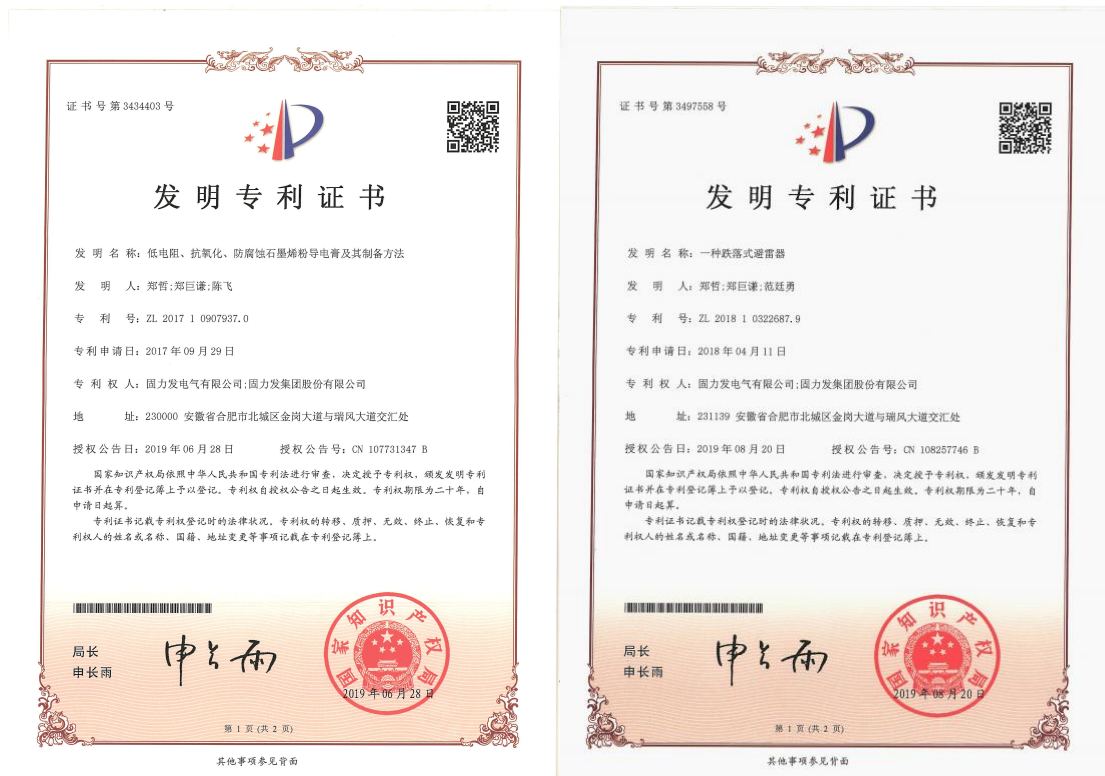 证书号第3434403号
发明专利证书
发明名称：低电阻、抗氧化、防腐蚀石墨烯粉导电膏及其制备方法
发明人：郑哲;郑巨谦;陈飞
专利号：ZL 2017 1 0907937.0
专利申请日：2017年09月29日
专利权人：固力发电气有限公司;固力发集团股份有限公司
地址：230000 安徽省合肥市北城区金岗大道与瑞风大道交汇处
授权公告日：2019年06月28日 授权公告号：CN 107731347 B
国家知识产权局依照中华人民共和国专利法进行审查，决定授予专利权，颁发发明专利
证书并在专利登记簿上予以登记。专利权自授权公告之日起生效。专利权期限为二十年，自
申请日起算。
专利证书记载专利权登记时的法律状况。专利权的转移、质押、无效、终止、恢复和专
利权人的姓名或名称、国籍、地址变更等事项记载在专利登记簿上。
局长
申长雨
申长雨
国家知识产权局
2019年06月28日
第 1 页 (共 2 页)
其他事项参见背面
证书号第3497558号
发明专利证书
发明名称：一种跌落式避雷器
发明人：郑哲;郑巨谦;范廷勇
专利号：ZL 2018 1 0322687.9
专利申请日：2018年04月11日
专利权人：固力发电气有限公司;固力发集团股份有限公司
地址：231139 安徽省合肥市北城区金岗大道与瑞风大道交汇处
授权公告日：2019年08月20日 授权公告号：CN 108257746 B
国家知识产权局依照中华人民共和国专利法进行审查，决定授予专利权，颁发发明专利
证书并在专利登记簿上予以登记。专利权自授权公告之日起生效。专利权期限为二十年，自
申请日起算。
专利证书记载专利权登记时的法律状况。专利权的转移、质押、无效、终止、恢复和专
利权人的姓名或名称、国籍、地址变更等事项记载在专利登记簿上。
局长
申长雨
申长雨
国家知识产权局
2019年08月20日
第 1 页 (共 2 页)
其他事项参见背面